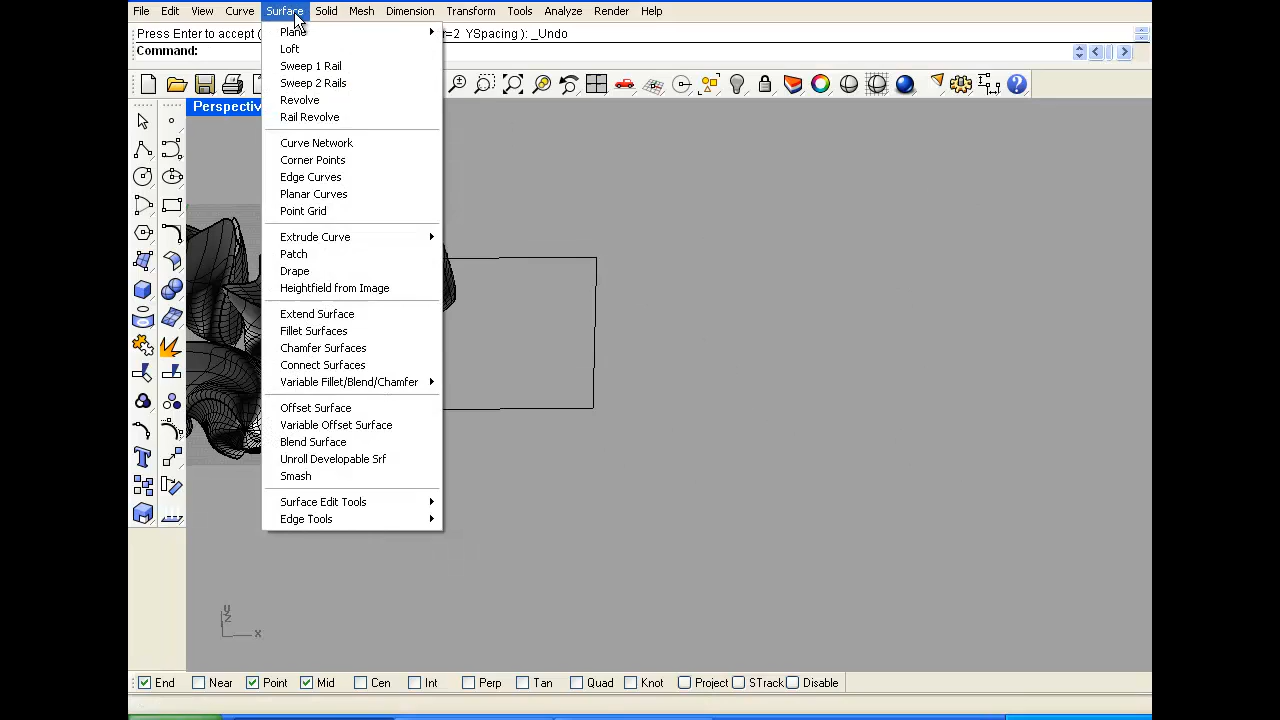 File Edit View Curve Surface Solid Mesh Dimension Transform Tools Analyze Render Help
Press Enter to accept ( =2 YSpacing ): _Undo
Command:
Perspectiv
Plane
Loft
Sweep 1 Rail
Sweep 2 Rails
Revolve
Rail Revolve
Curve Network
Corner Points
Edge Curves
Planar Curves
Point Grid
Extrude Curve
Patch
Drape
Heightfield from Image
Extend Surface
Fillet Surfaces
Chamfer Surfaces
Connect Surfaces
Variable Fillet/Blend/Chamfer
Offset Surface
Variable Offset Surface
Blend Surface
Unroll Developable Srf
Smash
Surface Edit Tools
Edge Tools
y
z
x
End Near Point Mid Cen Int Perp Tan Quad Knot Project STrack Disable